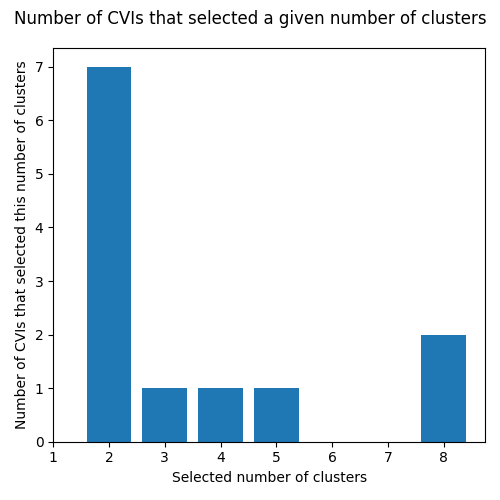 Number of CVIs that selected a given number of clusters
Number of CVIs that selected this number of clusters
7
6
5
4
3
2
1
0
1 2 3 4 5 6 7 8
Selected number of clusters